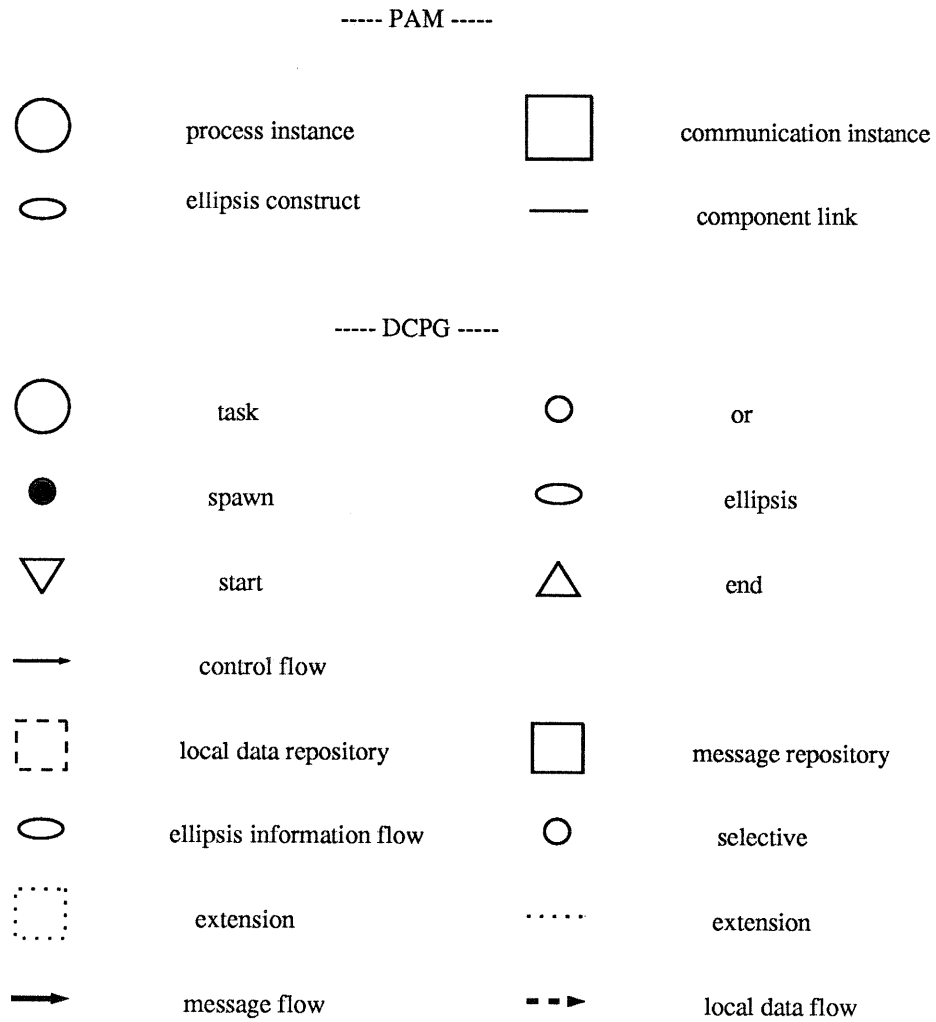 ----- PAM -----
process instance
communication instance
ellipsis construct
component link
----- DCPG -----
task
or
spawn
ellipsis
start
end
control flow
local data repository
message repository
ellipsis information flow
selective
extension
extension
message flow
local data flow